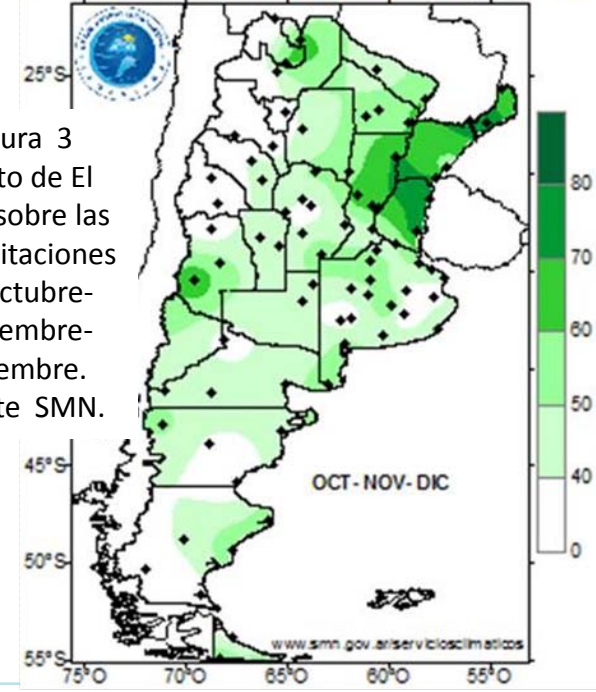 25°S
ura 3
to de El
sobre las
itaciones
ctubre-
embre-
embre.
te SMN.
45°S
50°S
55°S
75°O
70°O
65°O
60°O
55°O
OCT - NOV - DIC
www.smn.gov.ar/serviciosclimaticos
80
70
60
50
40
0